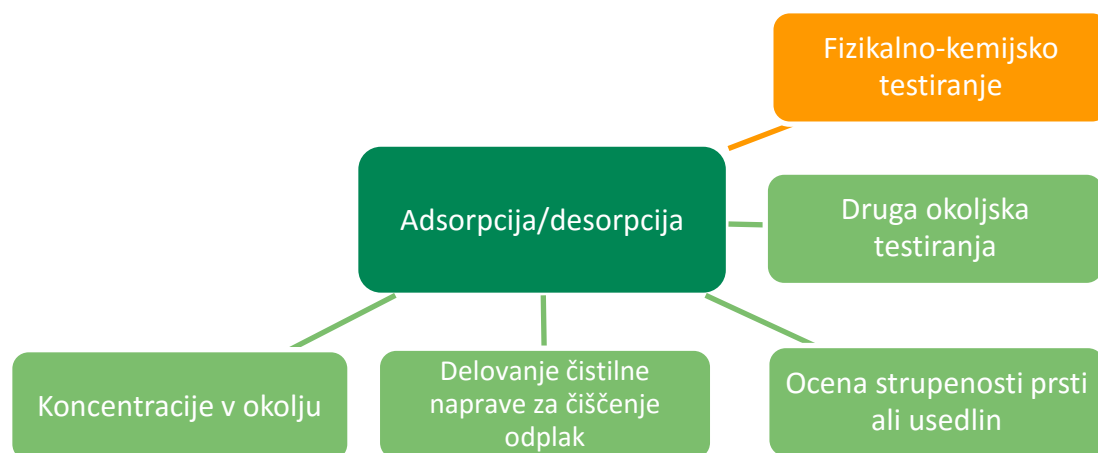 Fizikalno-kemijsko
testiranje
Adsorpcija/desorpcija
Druga okoljska
testiranja
Koncentracije v okolju
Delovanje čistilne
naprave za čiščenje
odplak
Ocena strupenosti prsti
ali usedlin